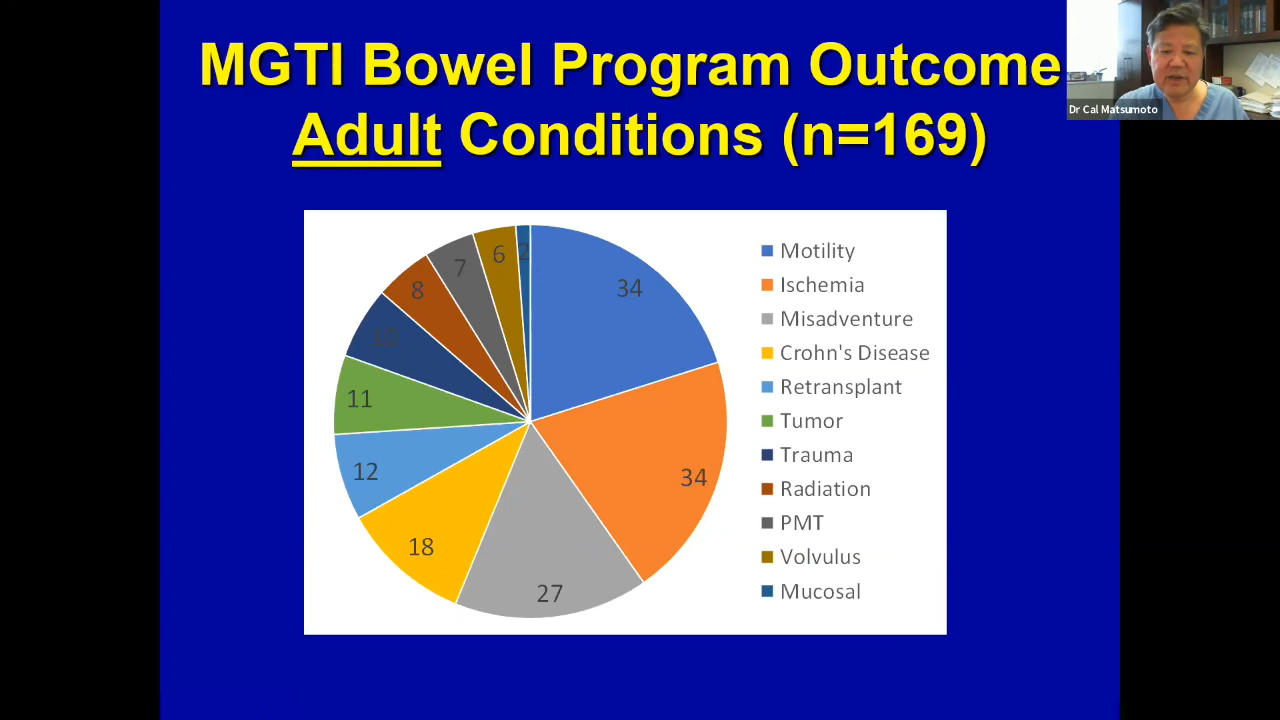 MGTI Bowel Program Outcome
Adult Conditions (n=169)
Dr Cal Matsumoto
34
34
27
18
12
11
10
8
7
6
2
Motility
Ischemia
Misadventure
Crohn's Disease
Retransplant
Tumor
Trauma
Radiation
PMT
Volvulus
Mucosal